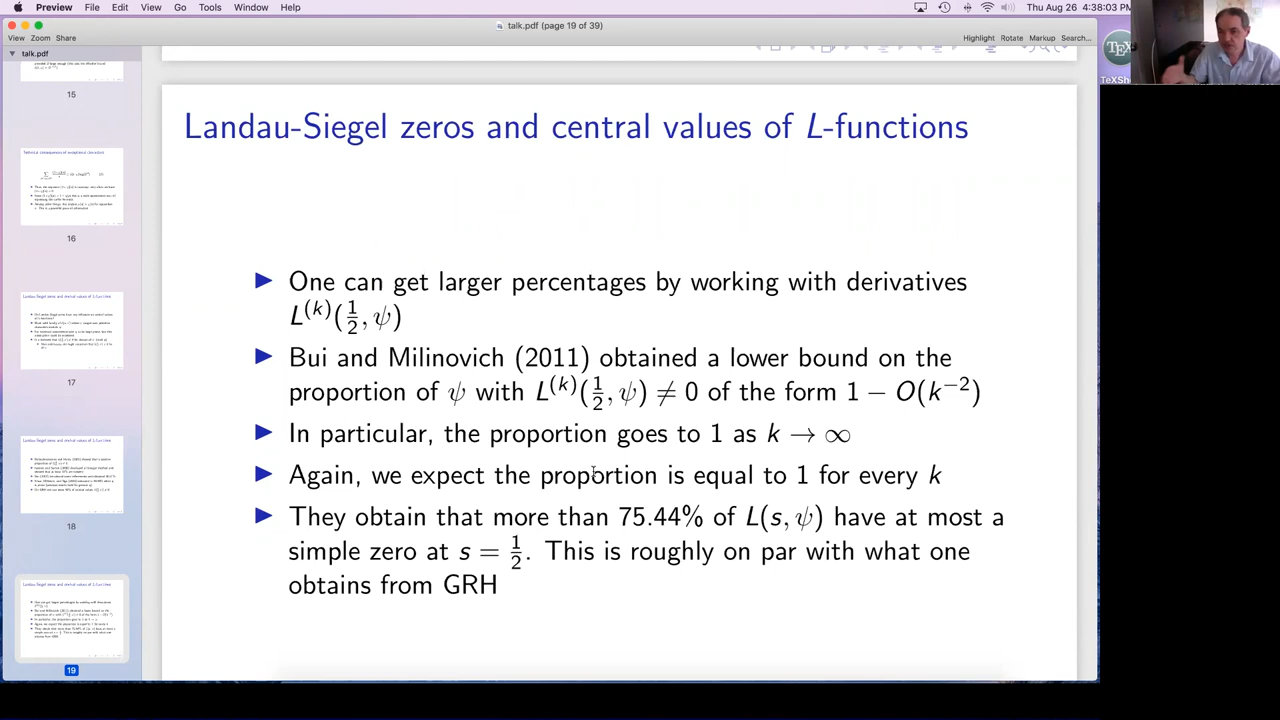 Preview File Edit View Go Tools Window Help
Thu Aug 26 4:38:03 PM
talk.pdf (page 19 of 39)
View Zoom Share
Highlight Rotate Markup Search...
talk.pdf
15
16
17
18
19
Landau-Siegel zeros and central values of L-functions
▶ One can get larger percentages by working with derivatives
L^(k)(1/2, ψ)
▶ Bui and Milinovich (2011) obtained a lower bound on the
proportion of ψ with L^(k)(1/2, ψ) ≠ 0 of the form 1 − O(k^−2)
▶ In particular, the proportion goes to 1 as k → ∞
▶ Again, we expect the proportion is equal to 1 for every k
▶ They obtain that more than 75.44% of L(s, ψ) have at most a
simple zero at s = 1/2. This is roughly on par with what one
obtains from GRH
TEX
TeXSho